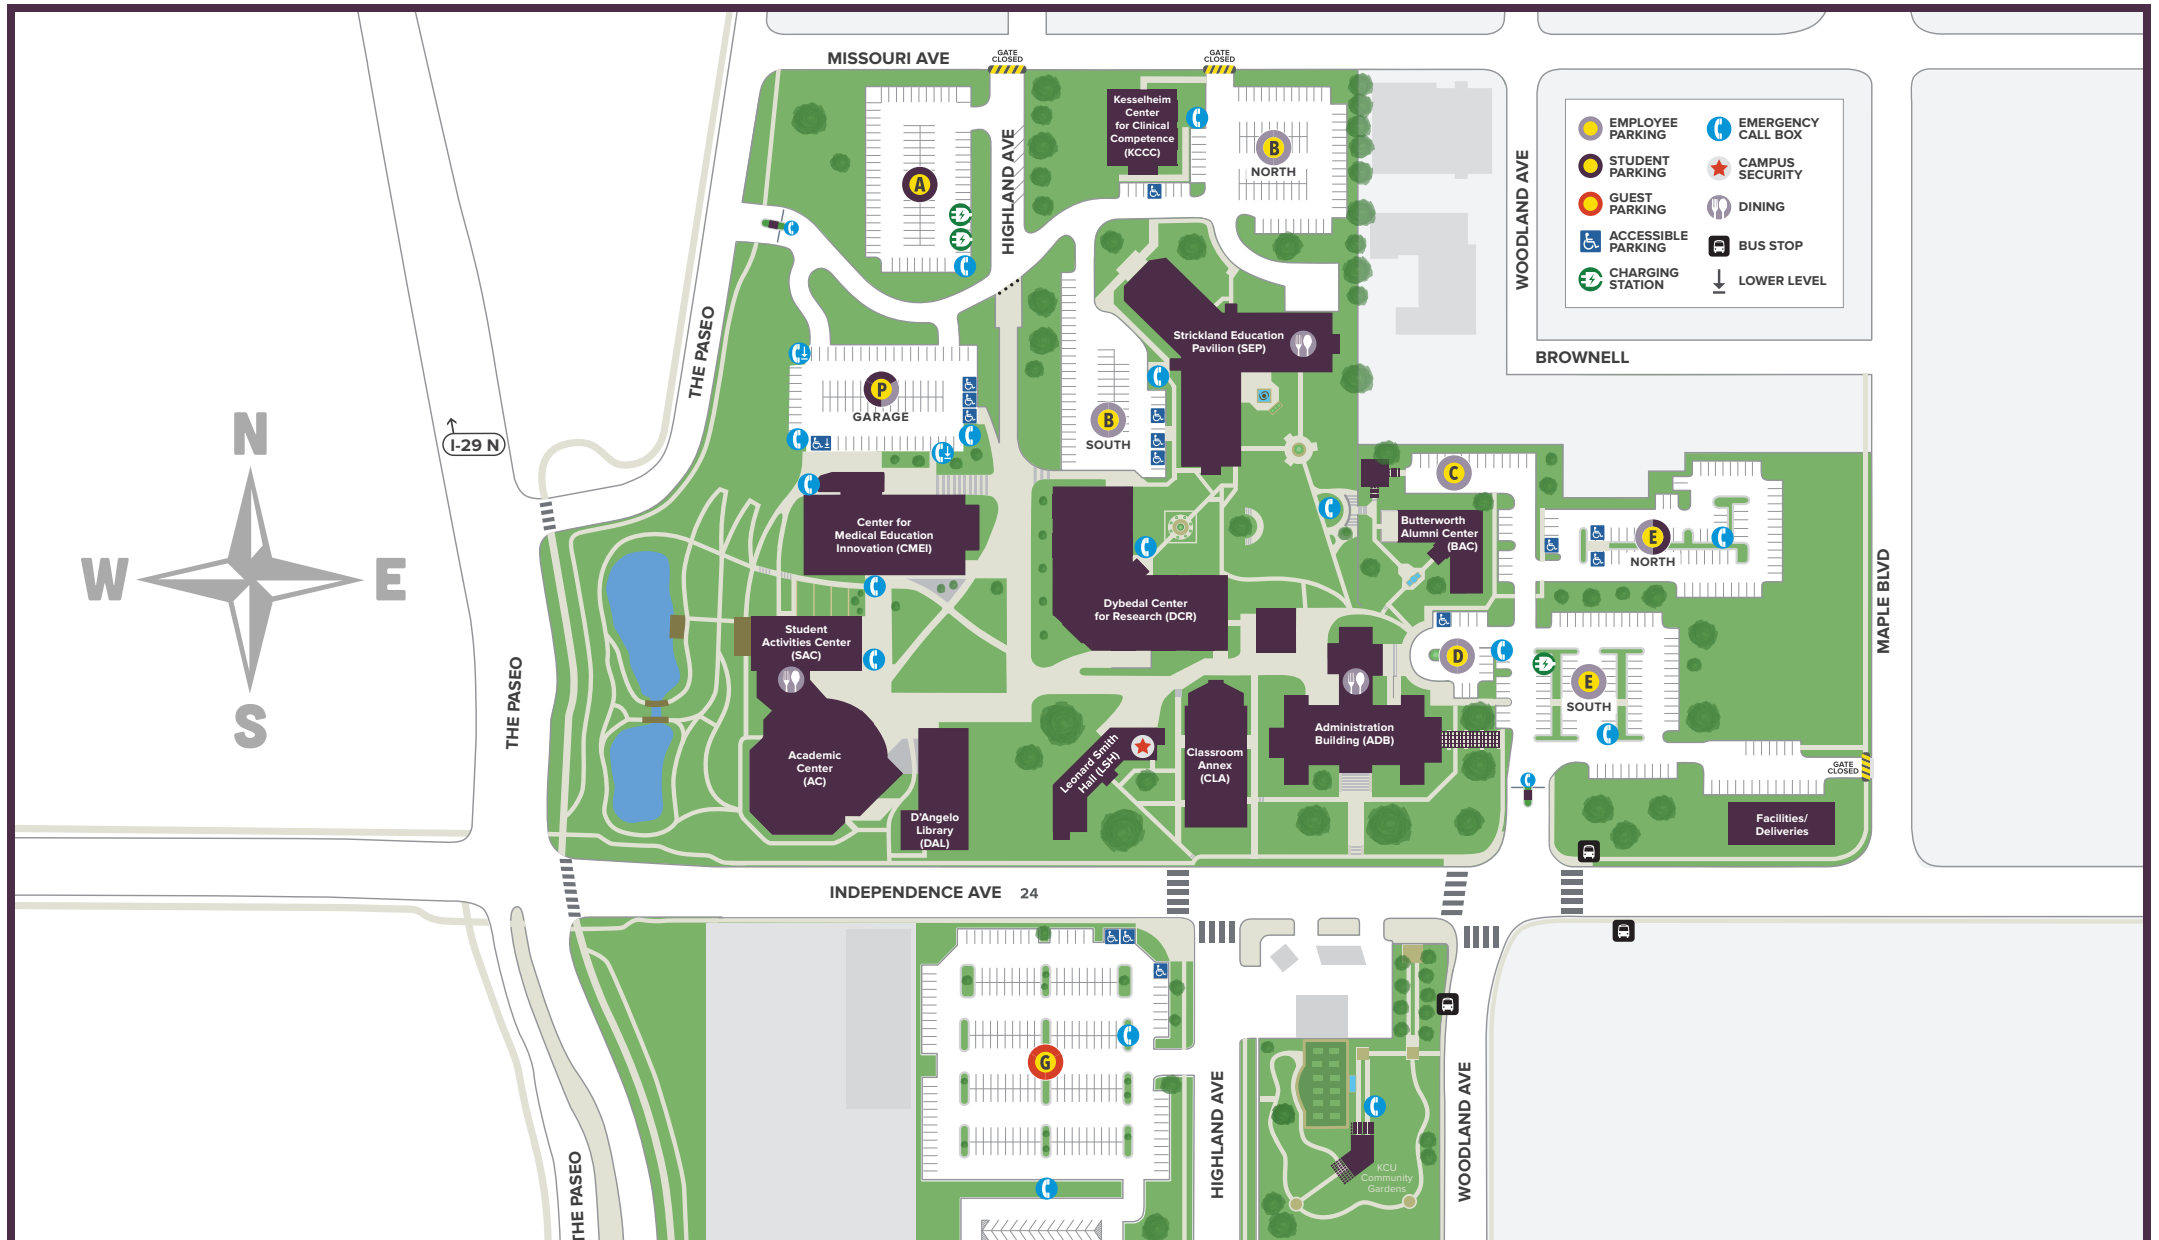 MISSOURI AVE
GATE
CLOSED
GATE
CLOSED
Kesselheim
Center
for Clinical
Competence
(KCCC)
HIGHLAND AVE
A
B
NORTH
WOODLAND AVE
EMPLOYEE
PARKING
STUDENT
PARKING
GUEST
PARKING
ACCESSIBLE
PARKING
CHARGING
STATION
EMERGENCY
CALL BOX
CAMPUS
SECURITY
DINING
BUS STOP
LOWER LEVEL
BROWNELL
THE PASEO
Strickland Education
Pavilion (SEP)
P
GARAGE
B
SOUTH
N
W
E
S
I-29 N
C
Center for
Medical Education
Innovation (CMEI)
Butterworth
Alumni Center
(BAC)
E
NORTH
MAPLE BLVD
Dybedal Center
for Research (DCR)
Student
Activities Center
(SAC)
D
E
SOUTH
THE PASEO
Academic
Center
(AC)
Leonard Smith
Hall (LSH)
Classroom
Annex
(CLA)
Administration
Building (ADB)
GATE
CLOSED
D'Angelo
Library
(DAL)
Facilities/
Deliveries
INDEPENDENCE AVE 24
G
HIGHLAND AVE
WOODLAND AVE
KCU
Community
Gardens
THE PASEO